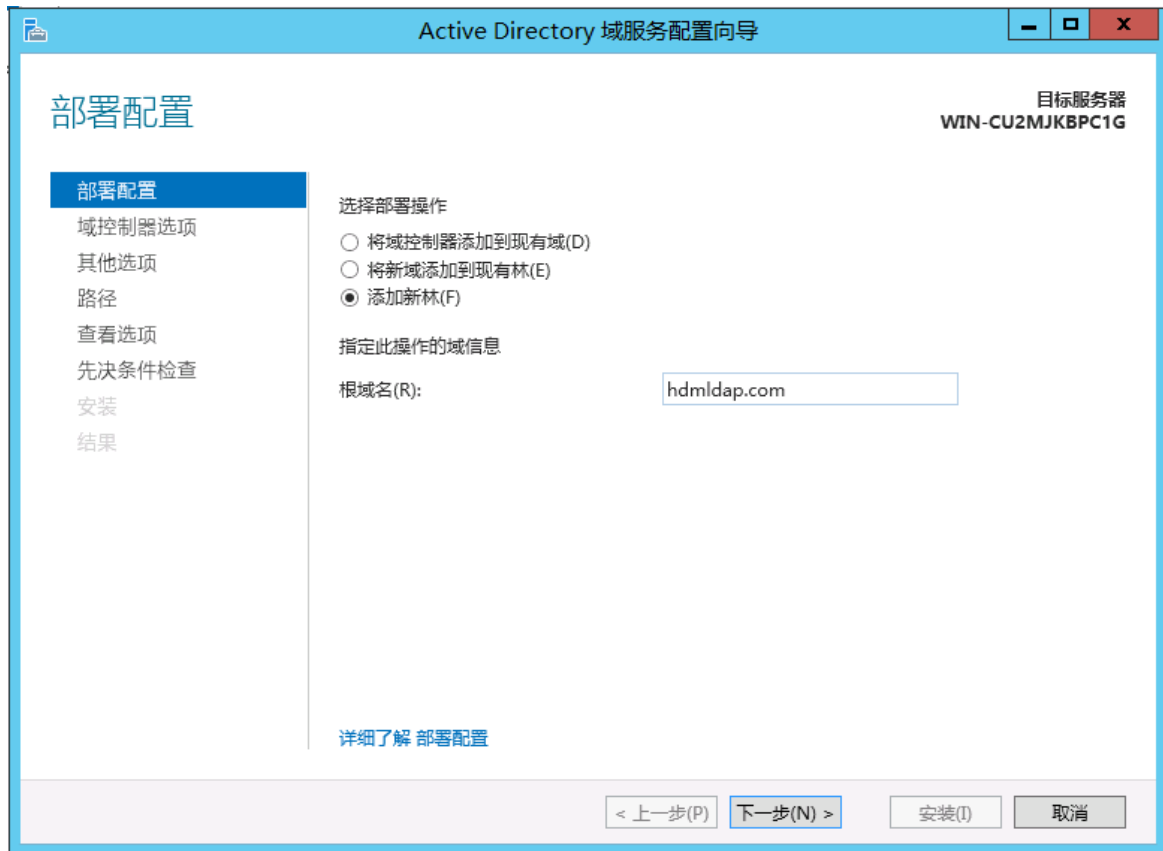 Active Directory 域服务配置向导
部署配置
目标服务器
WIN-CU2MJKBPC1G
部署配置
域控制器选项
其他选项
路径
查看选项
先决条件检查
安装
结果
选择部署操作
将域控制器添加到现有域(D)
将新域添加到现有林(E)
添加新林(F)
指定此操作的域信息
根域名(R): hdmldap.com
详细了解 部署配置
< 上一步(P) 下一步(N) > 安装(I) 取消